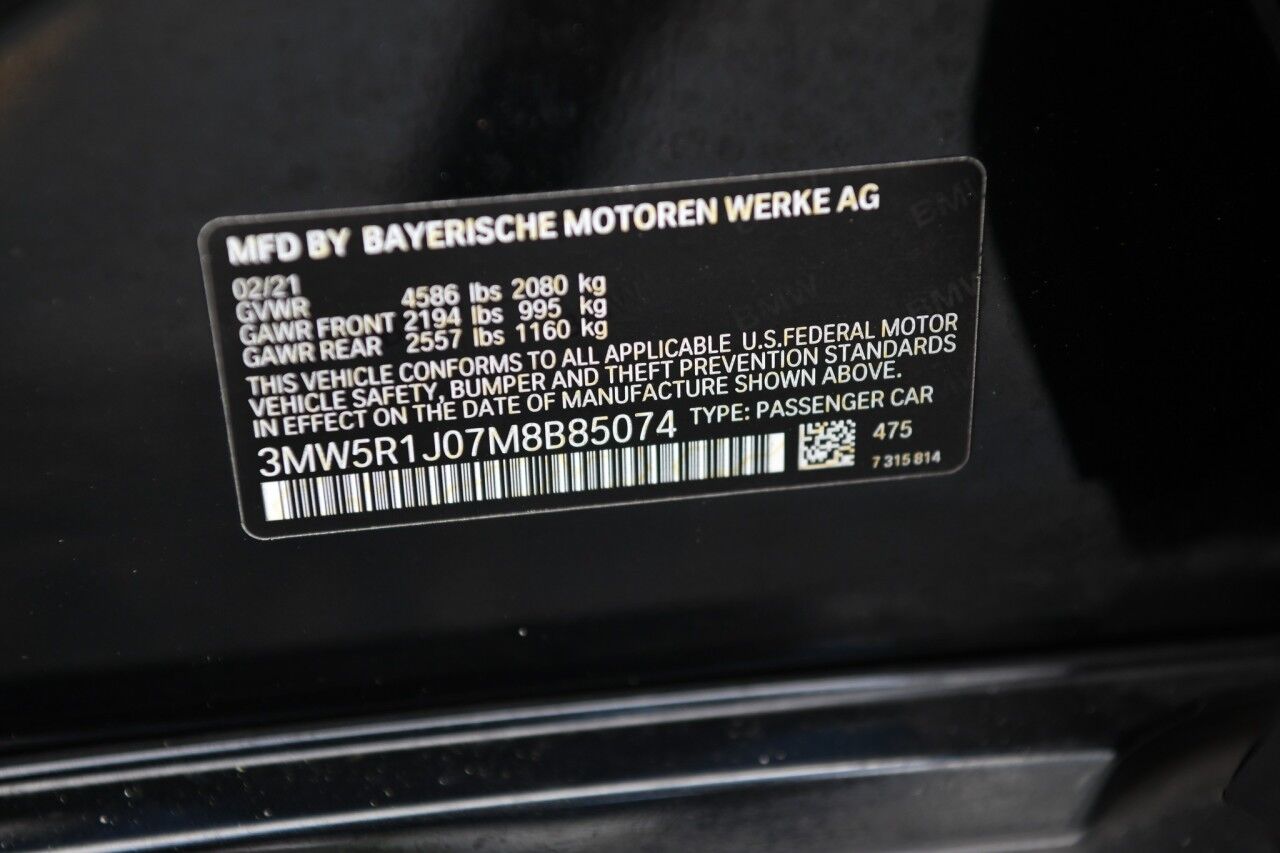 MFD BY BAYERISCHE MOTOREN WERKE AG
02/21
GVWR 4586 lbs 2080 kg
GAWR FRONT 2194 lbs 995 kg
GAWR REAR 2557 lbs 1160 kg
THIS VEHICLE CONFORMS TO ALL APPLICABLE U.S.FEDERAL MOTOR
VEHICLE SAFETY, BUMPER AND THEFT PREVENTION STANDARDS
IN EFFECT ON THE DATE OF MANUFACTURE SHOWN ABOVE.
3MW5R1J07M8B85074 TYPE: PASSENGER CAR
475
7 315 814
BMW
BMW
BMW